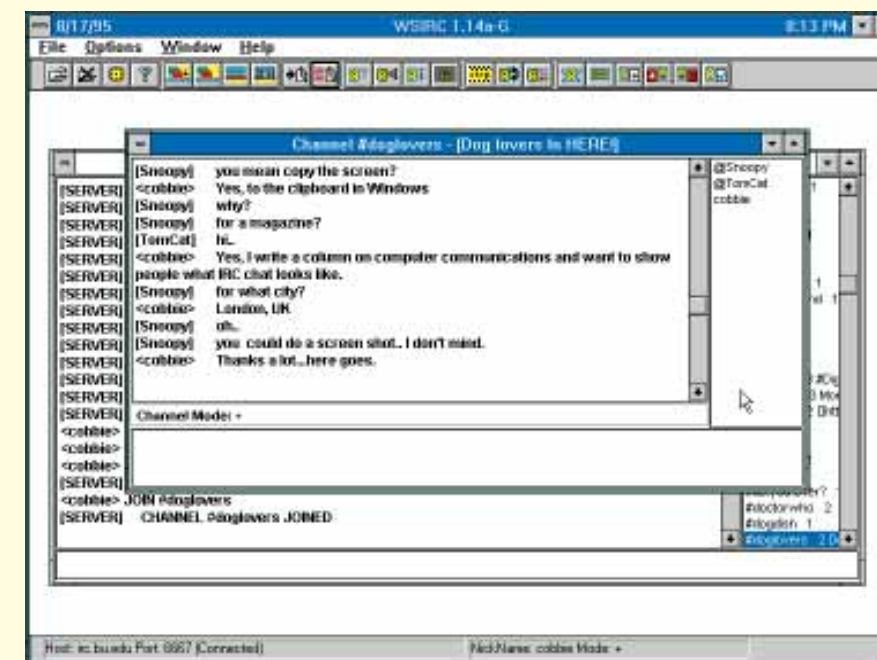 8/17/95 WSIRC 1.14a-G 8:13 PM
File Options Window Help
Channel #doglovers - [Dog lovers in HERE!]
[Snoopy] you mean copy the screen?
<cobbie> Yes, to the clipboard in Windows
[Snoopy] why?
[Snoopy] for a magazine?
[TomCat] hi..
<cobbie> Yes, I write a column on computer communications and want to show
people what IRC chat looks like.
[Snoopy] for what city?
<cobbie> London, UK
[Snoopy] oh..
[Snoopy] you could do a screen shot.. I don't mind.
<cobbie> Thanks a lot...here goes.
Channel Mode: +
@Snoopy
@TomCat
cobbie
[SERVER]
[SERVER]
[SERVER]
[SERVER]
[SERVER]
[SERVER]
[SERVER]
[SERVER]
[SERVER]
[SERVER]
[SERVER]
[SERVER]
[SERVER]
[SERVER]
<cobbie>
<cobbie>
<cobbie>
[SERVER]
<cobbie> JOIN #doglovers
[SERVER] CHANNEL #doglovers JOINED
#doctorwho 2
#dogdish 1
#doglovers 2
Host: irc.bu.edu Port: 6667 (Connected) NickName: cobbie Mode: +